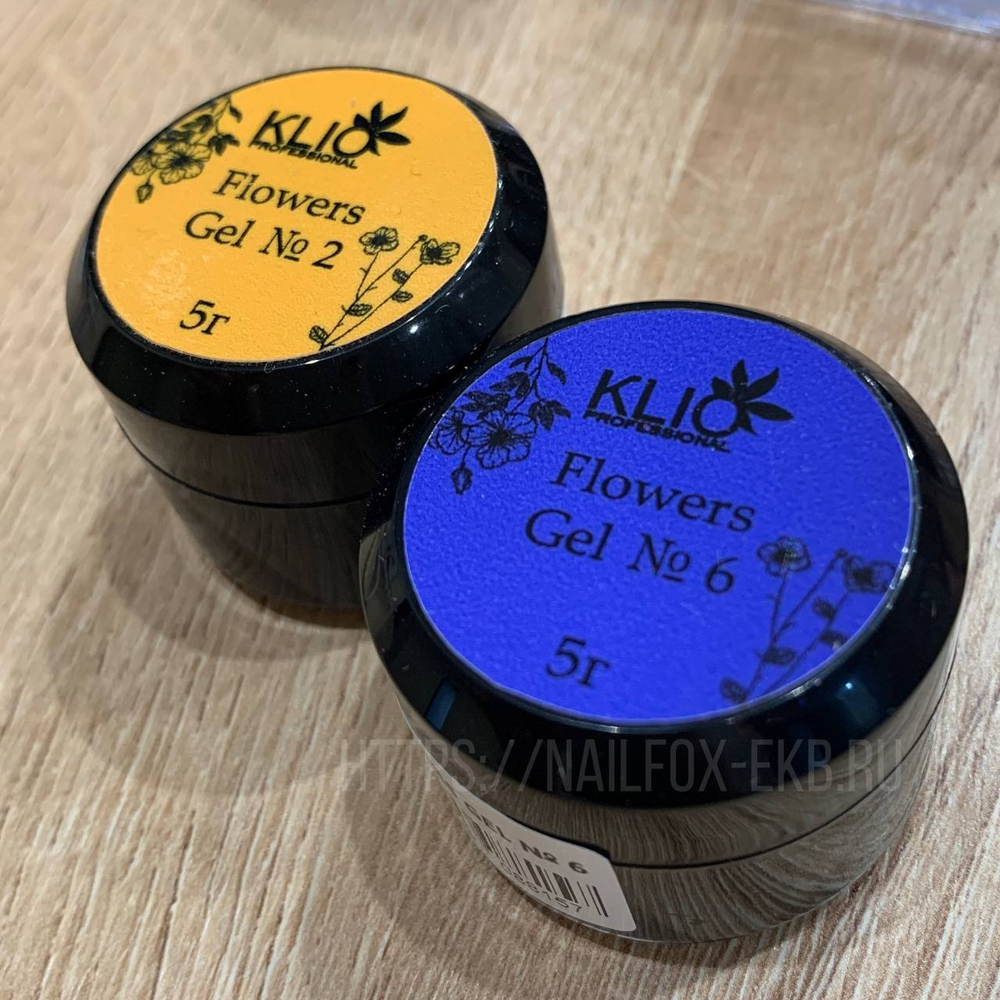 KLIO
PROFESSIONAL
Flowers
Gel № 2
5г
KLIO
PROFESSIONAL
Flowers
Gel № 6
5г
HTTPS://NAILFOX-EKB.RU
GEL № 6